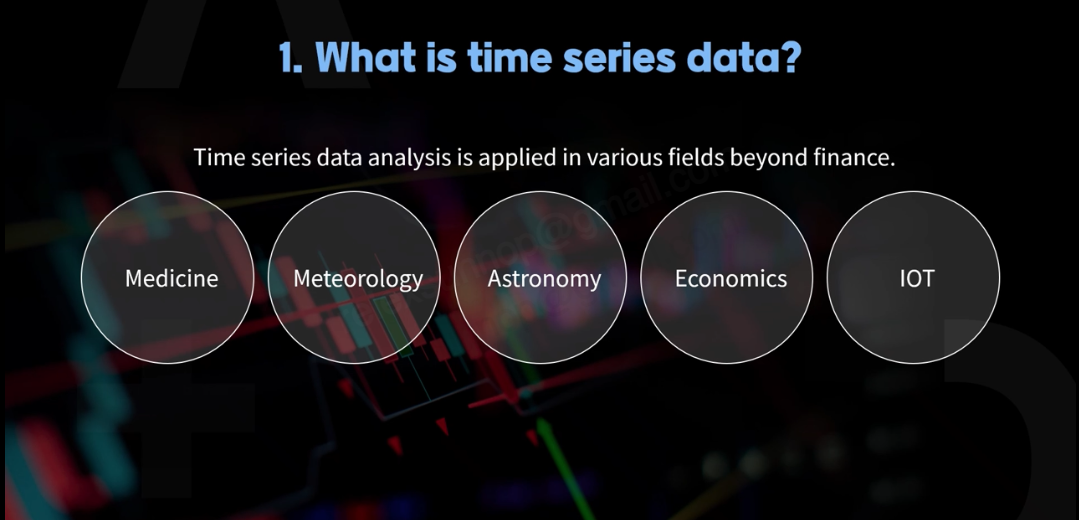 1. What is time series data?
Time series data analysis is applied in various fields beyond finance.
Medicine
Meteorology
Astronomy
Economics
IOT